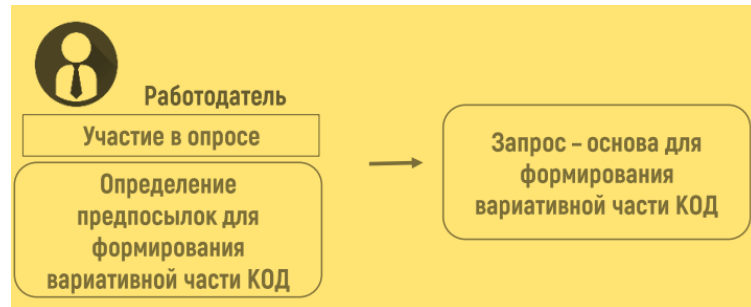 Работодатель
Участие в опросе
Определение
предпосылок для
формирования
вариативной части КОД
Запрос – основа для
формирования
вариативной части КОД